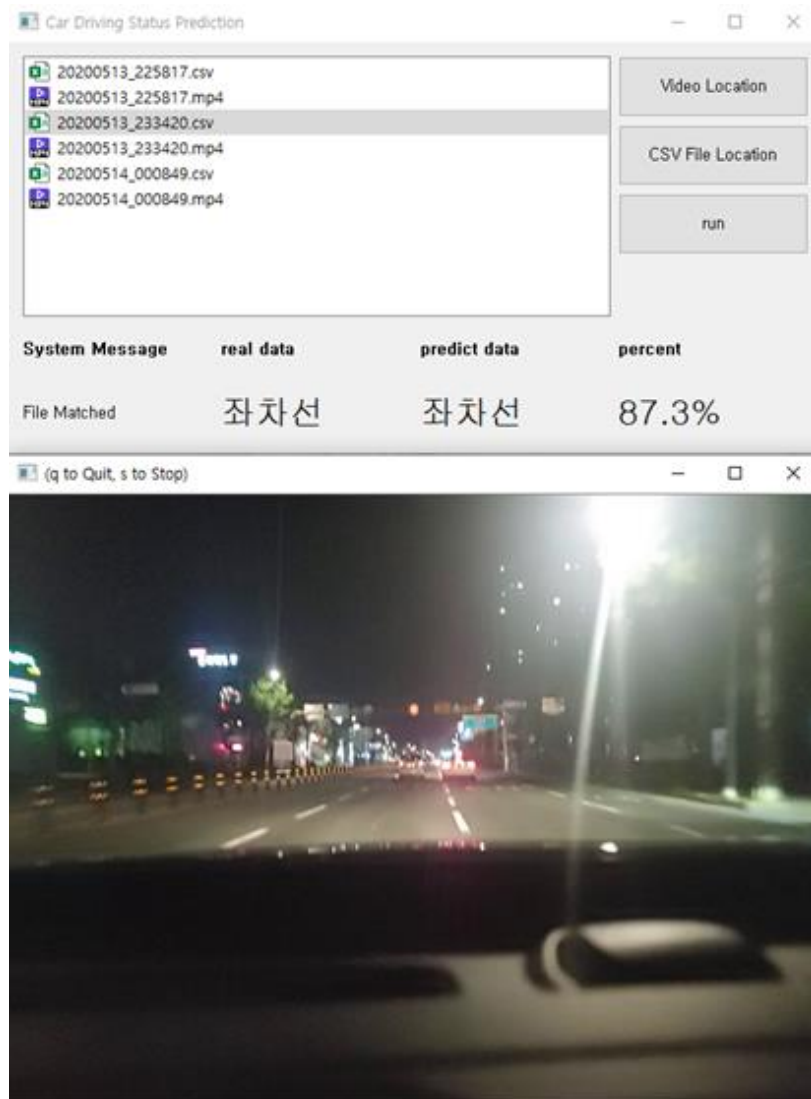 Car Driving Status Prediction
20200513_225817.csv
20200513_225817.mp4
20200513_233420.csv
20200513_233420.mp4
20200514_000849.csv
20200514_000849.mp4
Video Location
CSV File Location
run
System Message real data predict data percent
File Matched 좌차선 좌차선 87.3%
(q to Quit, s to Stop)